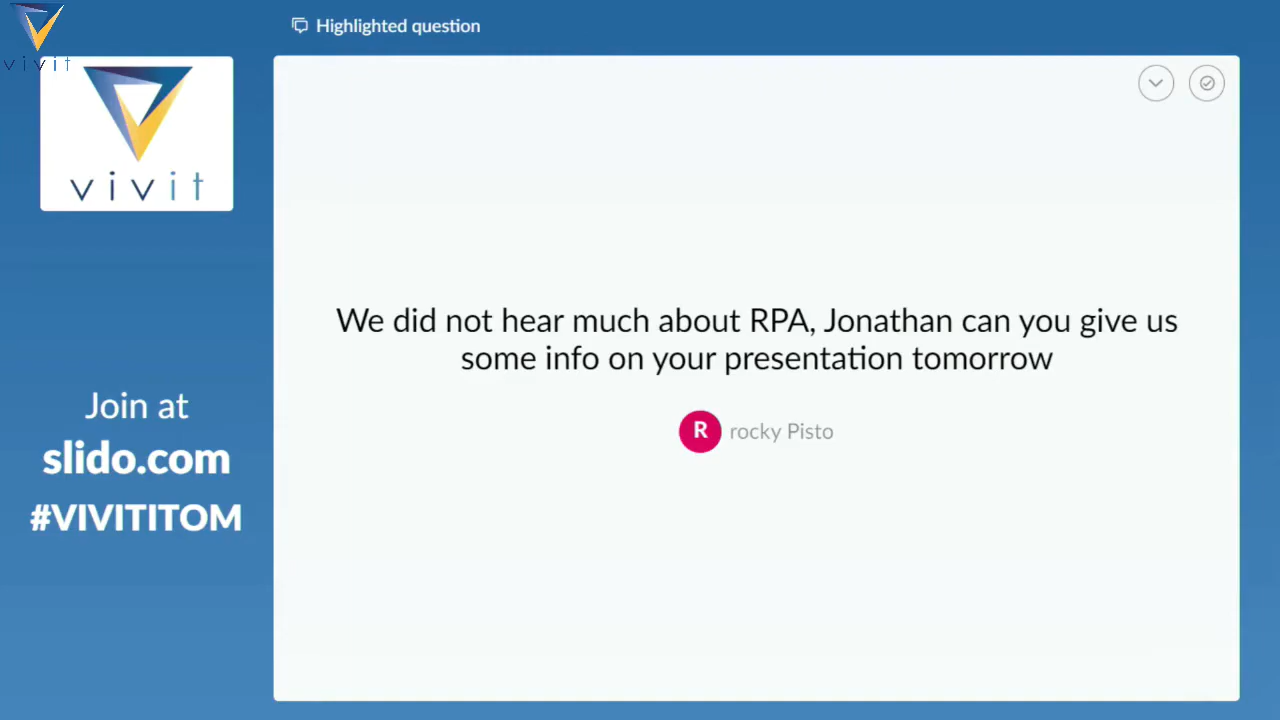 vivit
Highlighted question
vivit
We did not hear much about RPA, Jonathan can you give us
some info on your presentation tomorrow
R rocky Pisto
Join at
slido.com
#VIVITITOM